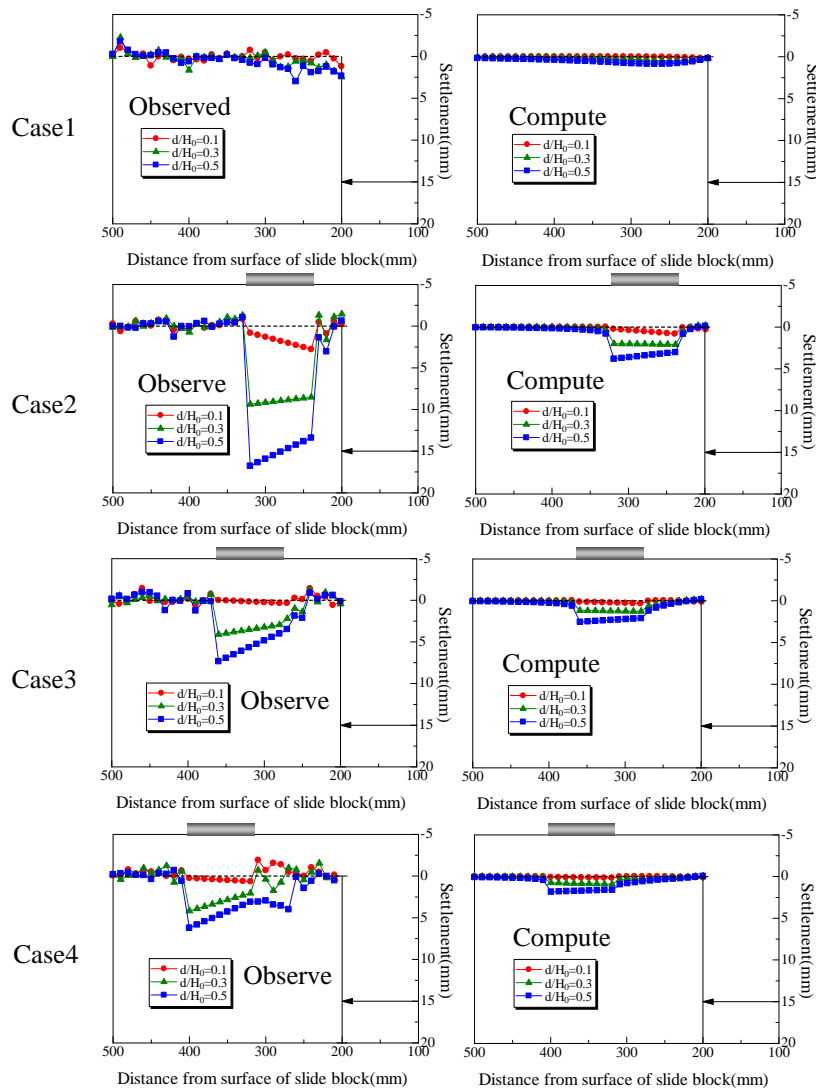 Case1
Observed
d/H₀=0.1
d/H₀=0.3
d/H₀=0.5
-5
0
5
10
15
20
Settlement(mm)
500 400 300 200 100
Distance from surface of slide block(mm)
Compute
d/H₀=0.1
d/H₀=0.3
d/H₀=0.5
-5
0
5
10
15
20
Settlement(mm)
500 400 300 200 100
Distance from surface of slide block(mm)
Case2
Observe
d/H₀=0.1
d/H₀=0.3
d/H₀=0.5
-5
0
5
10
15
20
Settlement(mm)
500 400 300 200 100
Distance from surface of slide block(mm)
Compute
d/H₀=0.1
d/H₀=0.3
d/H₀=0.5
-5
0
5
10
15
20
Settlement(mm)
500 400 300 200 100
Distance from surface of slide block(mm)
Case3
Observe
d/H₀=0.1
d/H₀=0.3
d/H₀=0.5
-5
0
5
10
15
20
Settlement(mm)
500 400 300 200 100
Distance from surface of slide block(mm)
Compute
d/H₀=0.1
d/H₀=0.3
d/H₀=0.5
-5
0
5
10
15
20
Settlement(mm)
500 400 300 200 100
Distance from surface of slide block(mm)
Case4
Observe
d/H₀=0.1
d/H₀=0.3
d/H₀=0.5
-5
0
5
10
15
20
Settlement(mm)
500 400 300 200 100
Distance from surface of slide block(mm)
Compute
d/H₀=0.1
d/H₀=0.3
d/H₀=0.5
-5
0
5
10
15
20
Settlement(mm)
500 400 300 200 100
Distance from surface of slide block(mm)